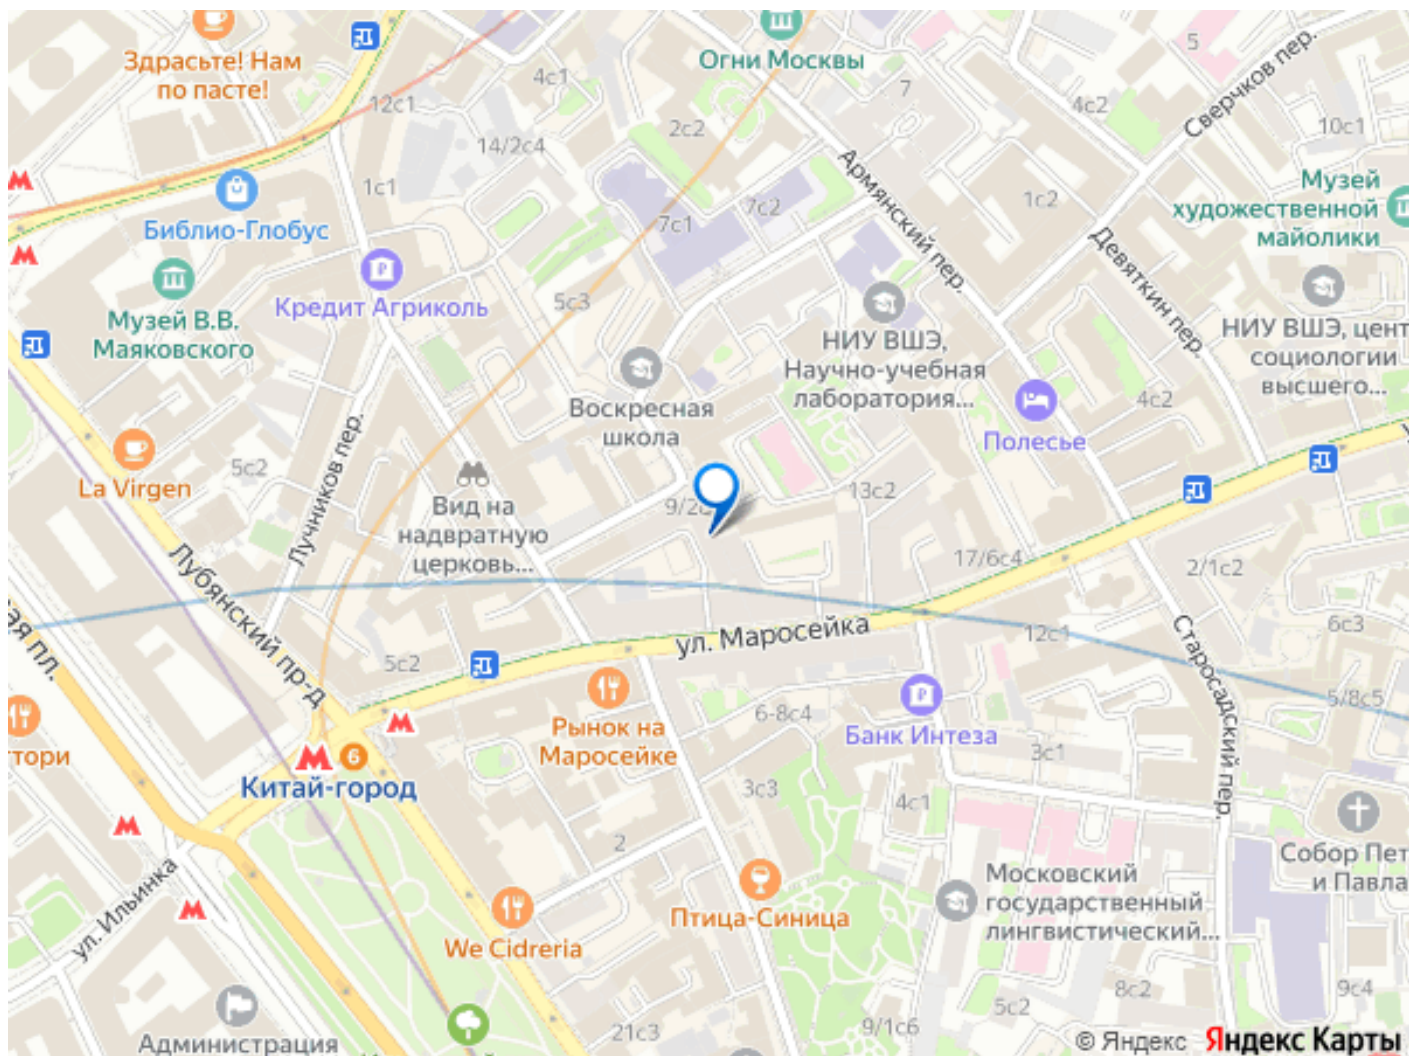 Здрасьте! Нам
по пасте!
Огни Москвы
5
7
4с1
12с1
4с2
Сверчков пер.
10с1
2с2
14/2с4
Армянский пер.
1с1
7с2
1с2
Музей
художественной
майолики
Библио-Глобус
7с1
Девяткин пер.
Кредит Агриколь
5с3
Музей В.В.
Маяковского
НИУ ВШЭ,
Научно-учебная
лаборатория...
НИУ ВШЭ, цент
социологии
высшего...
Воскресная
школа
4с2
Полесье
Лучников пер.
5с2
La Virgen
Вид на
надвратную
церковь...
13с2
17/6с4
2/1с2
Лубянский пр-д
ая пл.
ул. Маросейка
12с1
6с3
Старосадский пер.
5с2
5/8с5
6-8с4
Рынок на
Маросейке
Банк Интеза
3с1
тори
6
Китай-город
3с3
4с1
2
Собор Пет
и Павла
Московский
государственный
лингвистический...
ул. Ильинка
Птица-Синица
We Cidreria
8с2
9с4
5с2
21с3
9/1с6
Администрация
© Яндекс Яндекс Карты